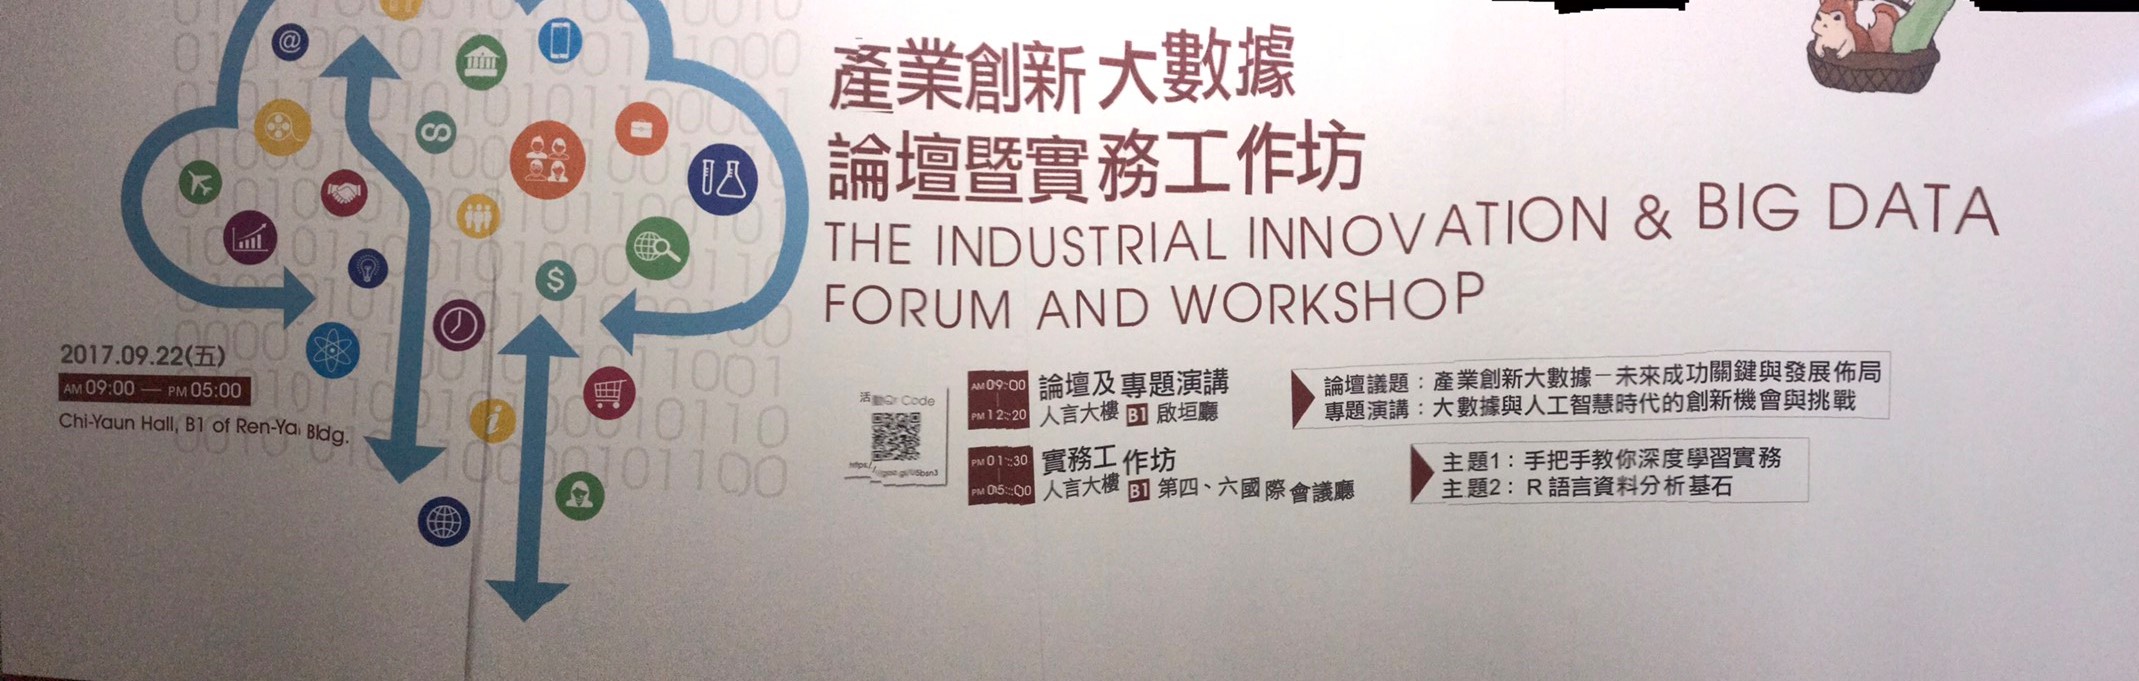 產業創新大數據
論壇暨實務工作坊
THE INDUSTRIAL INNOVATION & BIG DATA
FORUM AND WORKSHOP
2017.09.22(五)
AM 09:00 — PM 05:00
Chi-Yaun Hall, B1 of Ren-Ya Bldg.
Code
AM 09:00
PM 12:20
論壇及專題演講
人言大樓 B1 啟垣廳
論壇議題：產業創新大數據－未來成功關鍵與發展佈局
專題演講：大數據與人工智慧時代的創新機會與挑戰
PM 01:30
PM 05:00
實務工作坊
人言大樓 B1 第四、六國際會議廳
主題1：手把手教你深度學習實務
主題2：R 語言資料分析基石